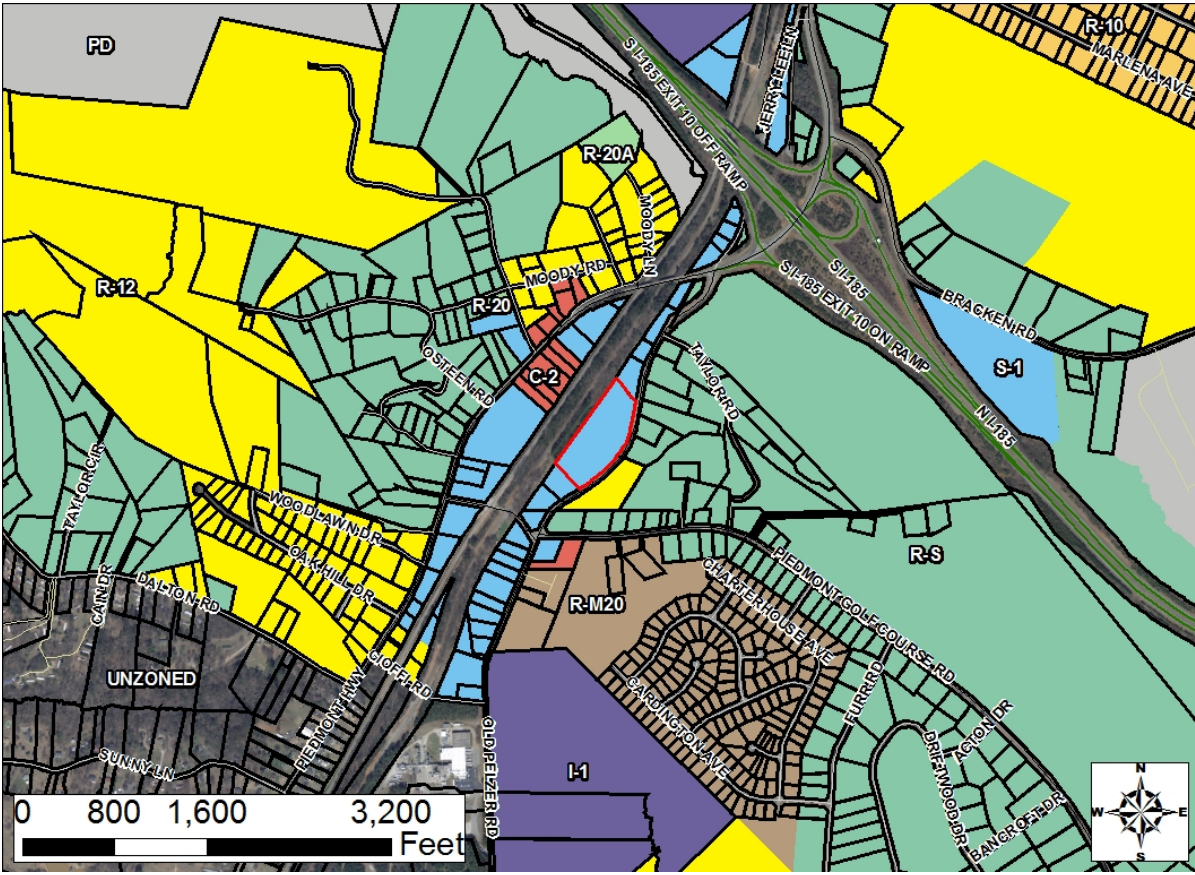 PD
R-10
MARLENA AVE
JERRY LEE LN
S I-185 EXIT 10 OFF RAMP
R-20A
MOODY LN
MOODY RD
S I-185
S I-185 EXIT 10 ON RAMP
R-12
R-20
BRACKEN RD
OSTEEN RD
C-2
TAYLOR RD
S-1
N I-185
TAYLOR CIR
WOODLAWN DR
OAK HILL DR
R-S
DALTON RD
CAIN DR
PIEDMONT GOLF COURSE RD
CHARTERHOUSE AVE
R-M20
UNZONED
CIOFFI RD
PIEDMONT HWY
FURR RD
CARDINGTON AVE
ACTON DR
DRIFTWOOD DR
SUNNY LN
OLD PELZER RD
I-1
BANCROFT DR
0 800 1,600 3,200
Feet
N
W E
S